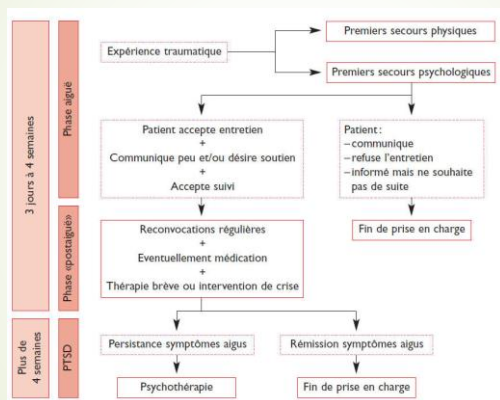 Expérience traumatique
Premiers secours physiques
Premiers secours psychologiques
3 jours à 4 semaines
Phase aiguë
Patient accepte entretien
+
Communique peu et/ou désire soutien
+
Accepte suivi
Patient :
– communique
– refuse l'entretien
– informé mais ne souhaite
pas de suite
Phase «postaiguë»
Reconvocations régulières
+
Eventuellement médication
+
Thérapie brève ou intervention de crise
Fin de prise en charge
Plus de
4 semaines
PTSD
Persistance symptômes aigus
Rémission symptômes aigus
Psychothérapie
Fin de prise en charge